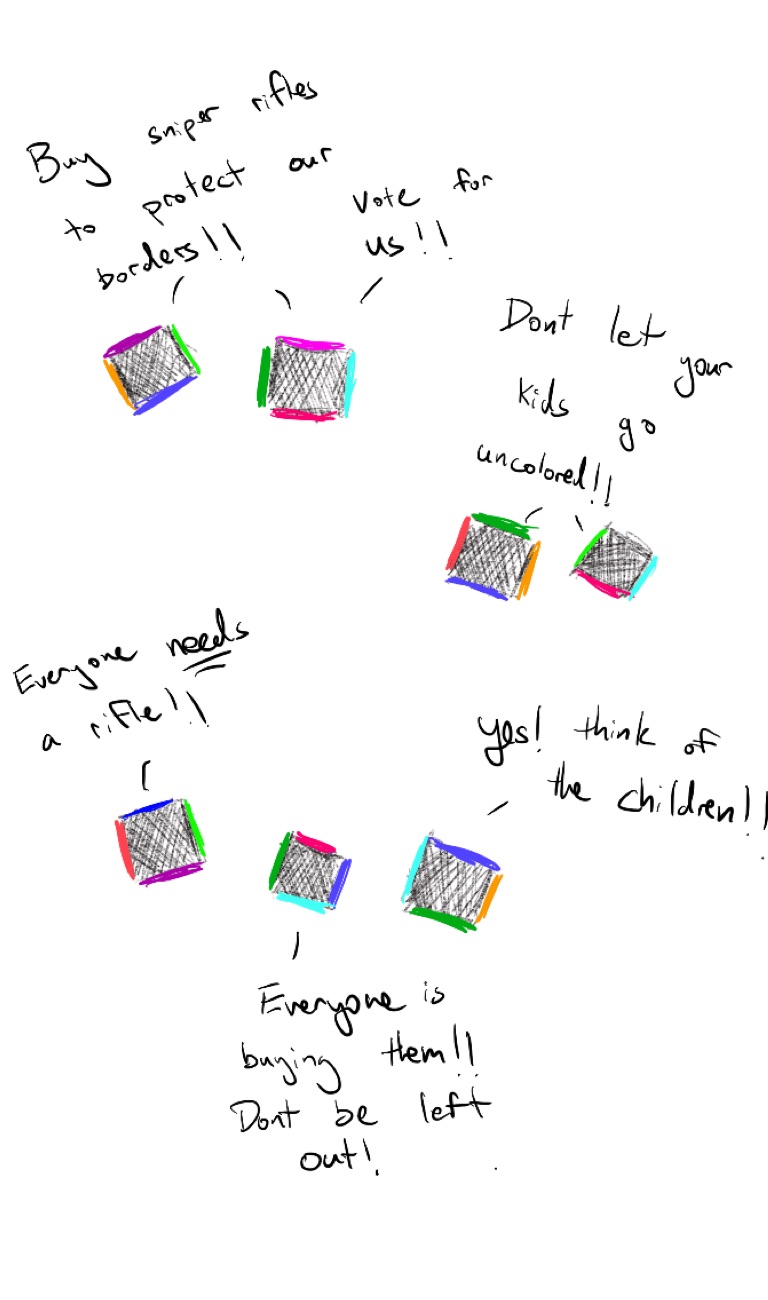 Buy sniper rifles
to protect our
borders!!
Vote for
us!!
Dont let your
kids go
uncolored!!
Everyone needs
a rifle!!
yes! think of
the children!!
Everyone is
buying them!!
Dont be left
out!